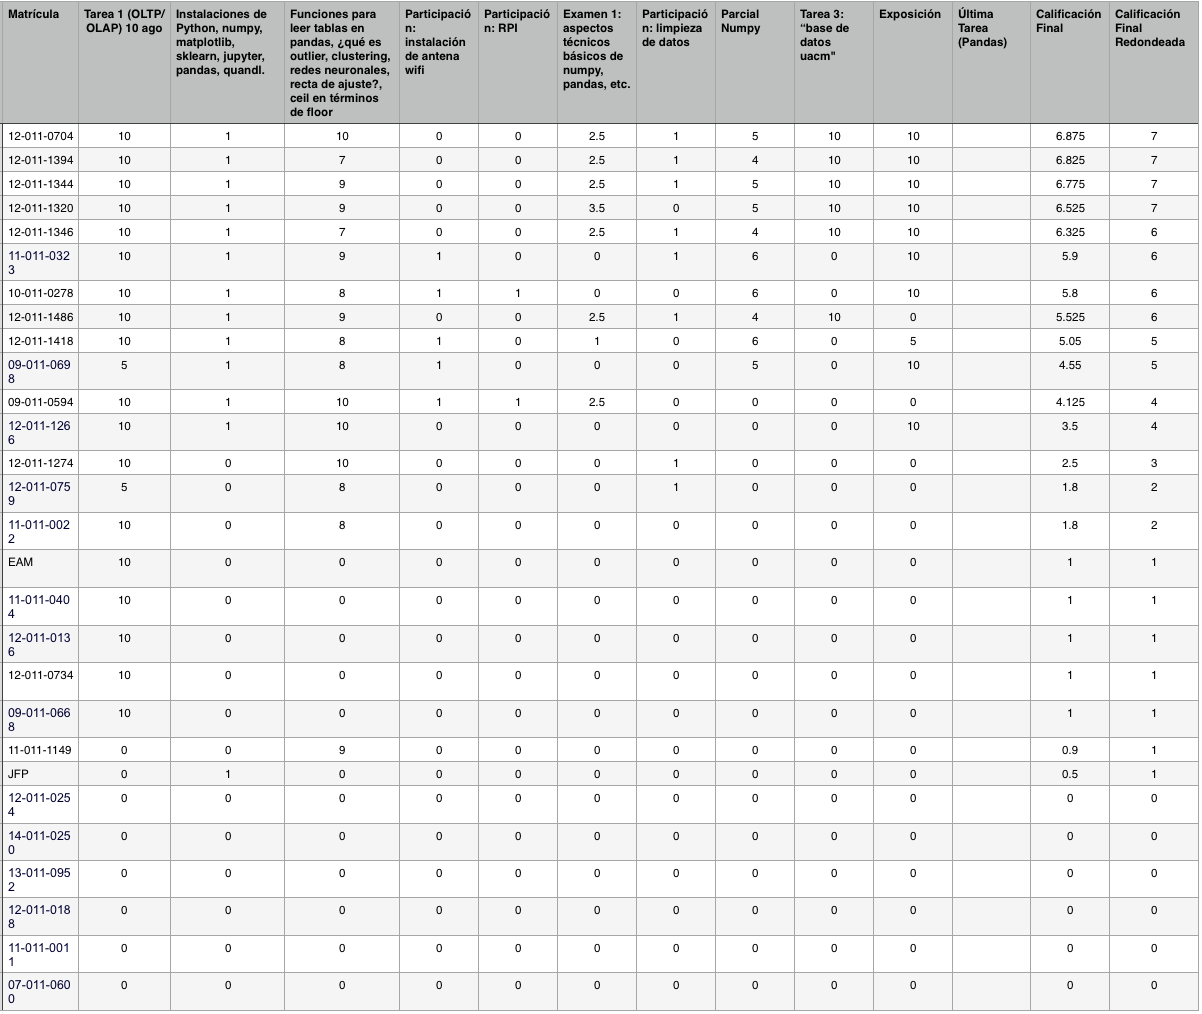 Matrícula Tarea 1 (OLTP/OLAP) 10 ago Instalaciones de Python, numpy, matplotlib, sklearn, jupyter, pandas, quandl. Funciones para leer tablas en pandas, ¿qué es outlier, clustering, redes neuronales, recta de ajuste?, ceil en términos de floor Participación: instalación de antena wifi Participación: RPI Examen 1: aspectos técnicos básicos de numpy, pandas, etc. Participación: limpieza de datos Parcial Numpy Tarea 3: “base de datos uacm" Exposición Última Tarea (Pandas) Calificación Final Calificación Final Redondeada
12-011-0704 10 1 10 0 0 2.5 1 5 10 10 6.875 7
12-011-1394 10 1 7 0 0 2.5 1 4 10 10 6.825 7
12-011-1344 10 1 9 0 0 2.5 1 5 10 10 6.775 7
12-011-1320 10 1 9 0 0 3.5 0 5 10 10 6.525 7
12-011-1346 10 1 7 0 0 2.5 1 4 10 10 6.325 6
11-011-0323 10 1 9 1 0 0 1 6 0 10 5.9 6
10-011-0278 10 1 8 1 1 0 0 6 0 10 5.8 6
12-011-1486 10 1 9 0 0 2.5 1 4 10 0 5.525 6
12-011-1418 10 1 8 1 0 1 0 6 0 5 5.05 5
09-011-0698 5 1 8 1 0 0 0 5 0 10 4.55 5
09-011-0594 10 1 10 1 1 2.5 0 0 0 0 4.125 4
12-011-1266 10 1 10 0 0 0 0 0 0 10 3.5 4
12-011-1274 10 0 10 0 0 0 1 0 0 0 2.5 3
12-011-0759 5 0 8 0 0 0 1 0 0 0 1.8 2
11-011-0022 10 0 8 0 0 0 0 0 0 0 1.8 2
EAM 10 0 0 0 0 0 0 0 0 0 1 1
11-011-0404 10 0 0 0 0 0 0 0 0 0 1 1
12-011-0136 10 0 0 0 0 0 0 0 0 0 1 1
12-011-0734 10 0 0 0 0 0 0 0 0 0 1 1
09-011-0668 10 0 0 0 0 0 0 0 0 0 1 1
11-011-1149 0 0 9 0 0 0 0 0 0 0 0.9 1
JFP 0 1 0 0 0 0 0 0 0 0 0.5 1
12-011-0254 0 0 0 0 0 0 0 0 0 0 0 0
14-011-0250 0 0 0 0 0 0 0 0 0 0 0 0
13-011-0952 0 0 0 0 0 0 0 0 0 0 0 0
12-011-0188 0 0 0 0 0 0 0 0 0 0 0 0
11-011-0011 0 0 0 0 0 0 0 0 0 0 0 0
07-011-0600 0 0 0 0 0 0 0 0 0 0 0 0